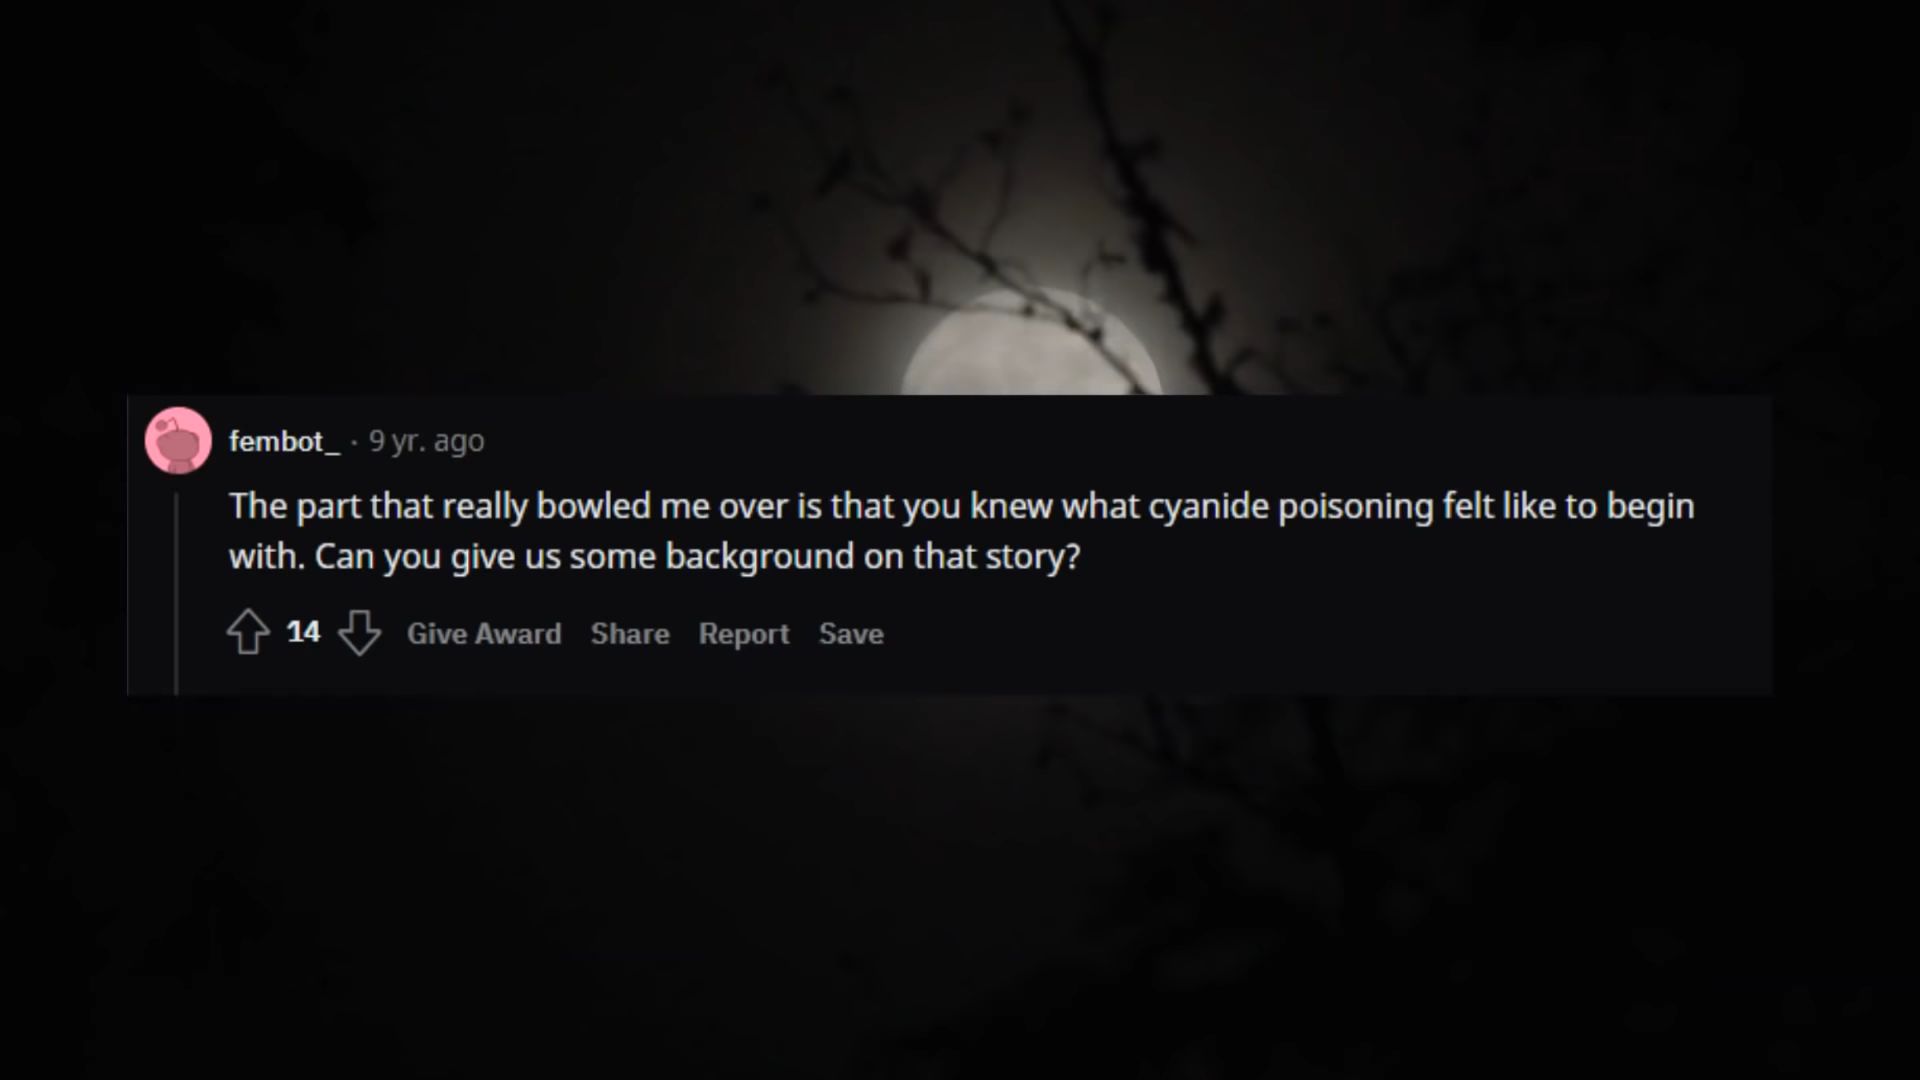 fembot_ · 9 yr. ago
The part that really bowled me over is that you knew what cyanide poisoning felt like to begin
with. Can you give us some background on that story?
14 Give Award Share Report Save